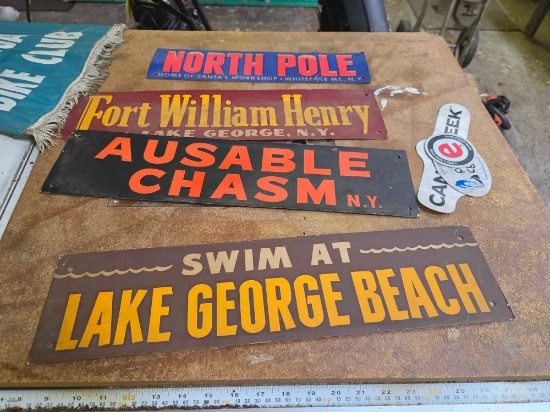 BIKE CLUB
NORTH POLE
HOME OF SANTA'S WORKSHOP • WHITEFACE MT., N.Y.
Fort William Henry
LAKE GEORGE, N.Y.
AUSABLE
CHASM N.Y.
SWIM AT
LAKE GEORGE BEACH